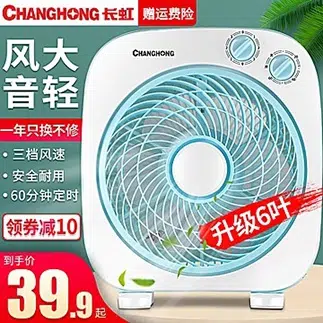 CHANGHONG 长虹 赠运费险
风大
音轻
一年只换不修
• 三档风速
• 安全耐用
• 60分钟定时
领券减10
到手价
39.9起
CHANGHONG
升级6叶